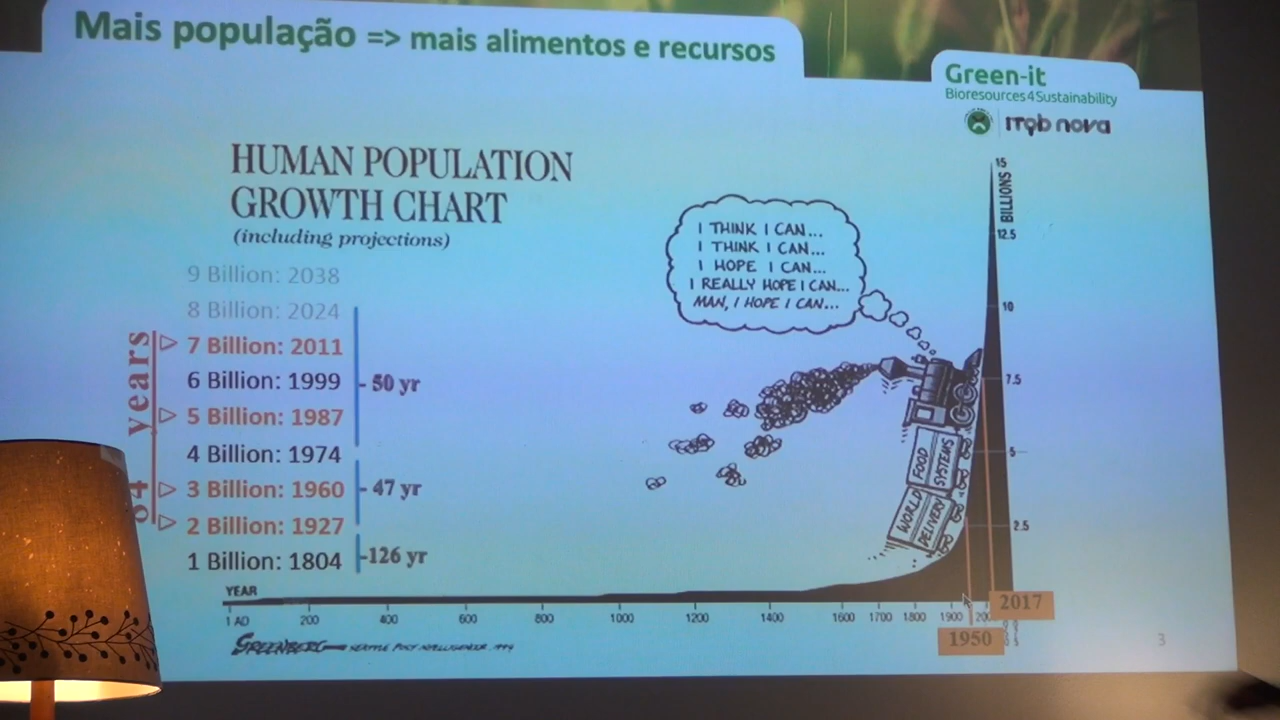 Mais população => mais alimentos e recursos
Green-it
Bioresources4Sustainability
ITQb nova
HUMAN POPULATION
GROWTH CHART
(including projections)
9 Billion: 2038
8 Billion: 2024
7 Billion: 2011
6 Billion: 1999
5 Billion: 1987
4 Billion: 1974
3 Billion: 1960
2 Billion: 1927
1 Billion: 1804
84 years
50 yr
47 yr
126 yr
I THINK I CAN...
I THINK I CAN...
I HOPE I CAN...
I REALLY HOPE I CAN...
MAN, I HOPE I CAN...
FOOD
SYSTEMS
WORLD
DELIVERY
15
BILLIONS
12.5
10
7.5
5
2.5
YEAR
1 AD 200 400 600 800 1000 1200 1400 1600 1700 1800 1900
2017
1950
GREENBERG SEATTLE POST-INTELLIGENCER, 1994
3